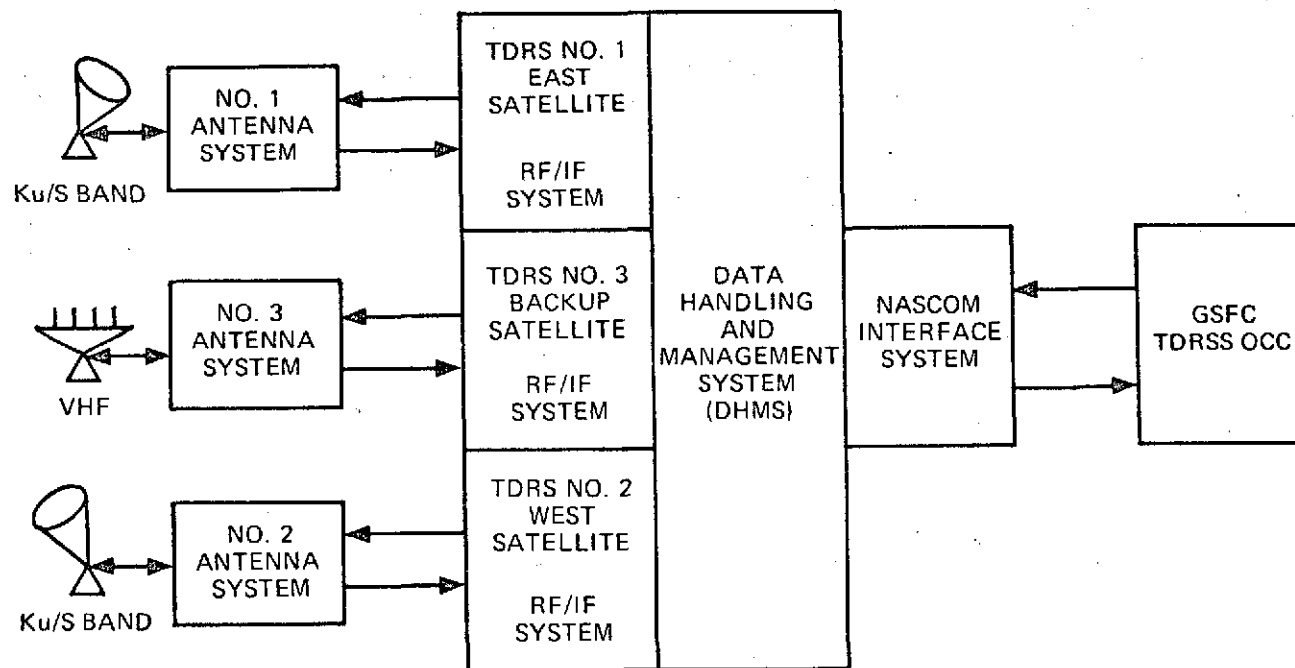 Ku/S BAND
NO. 1
ANTENNA
SYSTEM
TDRS NO. 1
EAST
SATELLITE
RF/IF
SYSTEM
VHF
NO. 3
ANTENNA
SYSTEM
TDRS NO. 3
BACKUP
SATELLITE
RF/IF
SYSTEM
Ku/S BAND
NO. 2
ANTENNA
SYSTEM
TDRS NO. 2
WEST
SATELLITE
RF/IF
SYSTEM
DATA
HANDLING
AND
MANAGEMENT
SYSTEM
(DHMS)
NASCOM
INTERFACE
SYSTEM
GSFC
TDRSS OCC